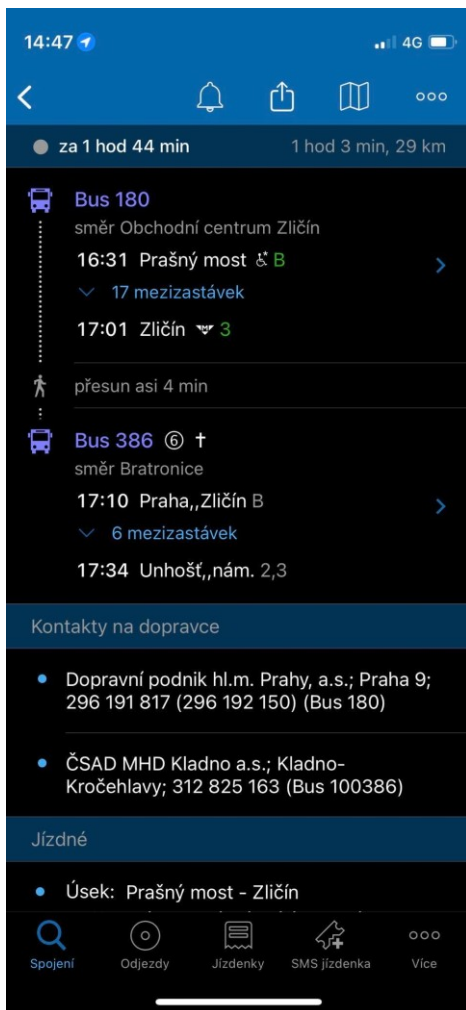 14:47
4G
za 1 hod 44 min 1 hod 3 min, 29 km
Bus 180
směr Obchodní centrum Zličín
16:31 Prašný most B
17 mezizastávek
17:01 Zličín 3
přesun asi 4 min
Bus 386 ⑥ †
směr Bratronice
17:10 Praha,,Zličín B
6 mezizastávek
17:34 Unhošť,,nám. 2,3
Kontakty na dopravce
Dopravní podnik hl.m. Prahy, a.s.; Praha 9;
296 191 817 (296 192 150) (Bus 180)
ČSAD MHD Kladno a.s.; Kladno-
Kročehlavy; 312 825 163 (Bus 100386)
Jízdné
Úsek: Prašný most - Zličín
Spojení Odjezdy Jízdenky SMS jízdenka Více